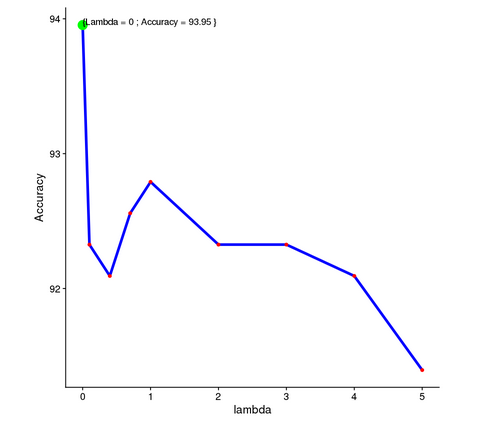 94
{Lambda = 0 ; Accuracy = 93.95 }
93
Accuracy
92
0 1 2 3 4 5
lambda